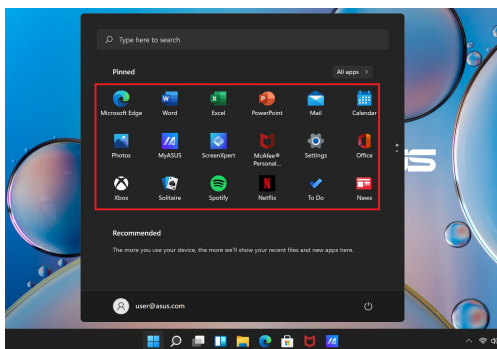 Type here to search
Pinned
All apps >
Microsoft Edge
Word
Excel
PowerPoint
Mail
Calendar
Photos
MyASUS
ScreenXpert
McAfee®
Personal...
Settings
Office
Xbox
Solitaire
Spotify
Netflix
To Do
News
Recommended
The more you use your device, the more we'll show your recent files and new apps here.
user@asus.com